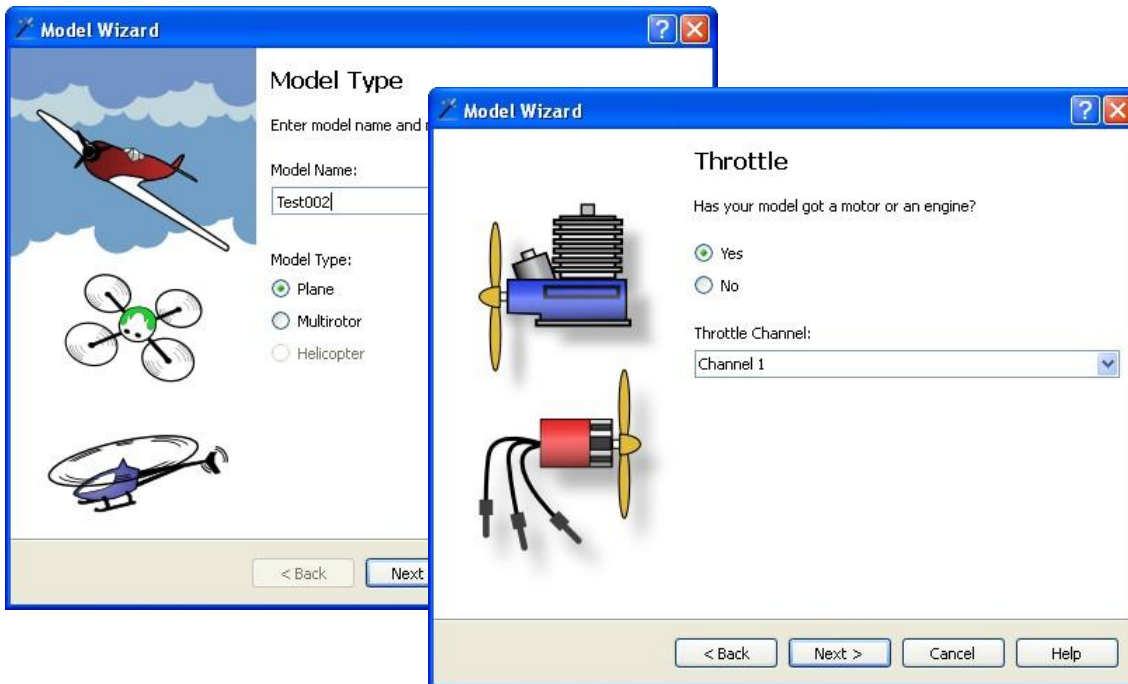 Model Wizard
Model Type
Enter model name and
Model Name:
Test002
Model Type:
Plane
Multirotor
Helicopter
< Back
Next
Model Wizard
Throttle
Has your model got a motor or an engine?
Yes
No
Throttle Channel:
Channel 1
< Back
Next >
Cancel
Help